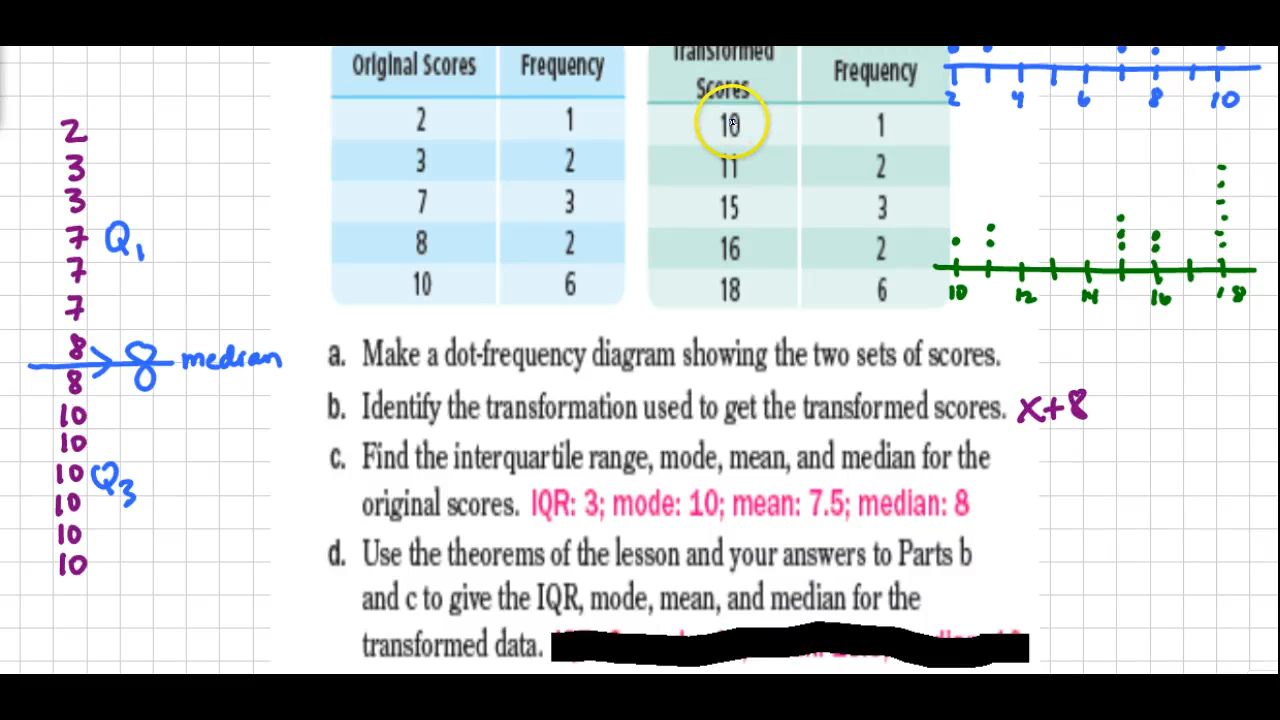 Original Scores Frequency
2 1
3 2
7 3
8 2
10 6
Transformed
Scores Frequency
10 1
11 2
15 3
16 2
18 6
2 4 6 8 10
10 12 14 16 18
2
3
3
7 Q1
7
7
8
8 median
8
10
10
10 Q3
10
10
10
a. Make a dot-frequency diagram showing the two sets of scores.
b. Identify the transformation used to get the transformed scores. x+8
c. Find the interquartile range, mode, mean, and median for the
original scores. IQR: 3; mode: 10; mean: 7.5; median: 8
d. Use the theorems of the lesson and your answers to Parts b
and c to give the IQR, mode, mean, and median for the
transformed data.